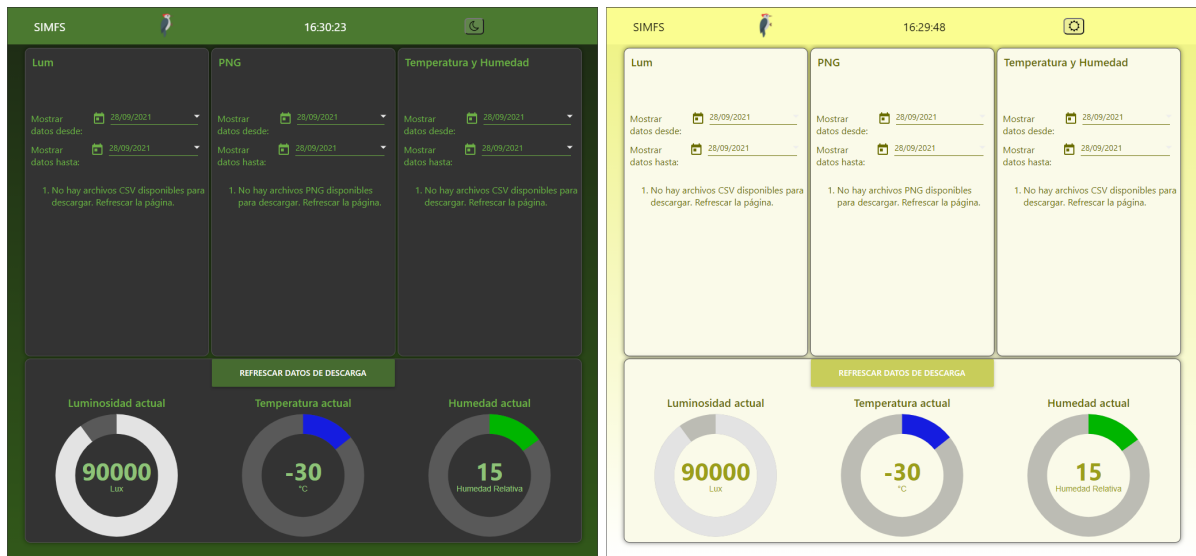 SIMFS
16:30:23
Lum
Mostrar
datos desde:
28/09/2021
Mostrar
datos hasta:
28/09/2021
1. No hay archivos CSV disponibles para
descargar. Refrescar la página.
PNG
Mostrar
datos desde:
28/09/2021
Mostrar
datos hasta:
28/09/2021
1. No hay archivos PNG disponibles
para descargar. Refrescar la página.
Temperatura y Humedad
Mostrar
datos desde:
28/09/2021
Mostrar
datos hasta:
28/09/2021
1. No hay archivos CSV disponibles para
descargar. Refrescar la página.
REFRESCAR DATOS DE DESCARGA
Luminosidad actual
90000
Lux
Temperatura actual
-30
°C
Humedad actual
15
Humedad Relativa
SIMFS
16:29:48
Lum
Mostrar
datos desde:
28/09/2021
Mostrar
datos hasta:
28/09/2021
1. No hay archivos CSV disponibles para
descargar. Refrescar la página.
PNG
Mostrar
datos desde:
28/09/2021
Mostrar
datos hasta:
28/09/2021
1. No hay archivos PNG disponibles
para descargar. Refrescar la página.
Temperatura y Humedad
Mostrar
datos desde:
28/09/2021
Mostrar
datos hasta:
28/09/2021
1. No hay archivos CSV disponibles para
descargar. Refrescar la página.
REFRESCAR DATOS DE DESCARGA
Luminosidad actual
90000
Lux
Temperatura actual
-30
°C
Humedad actual
15
Humedad Relativa